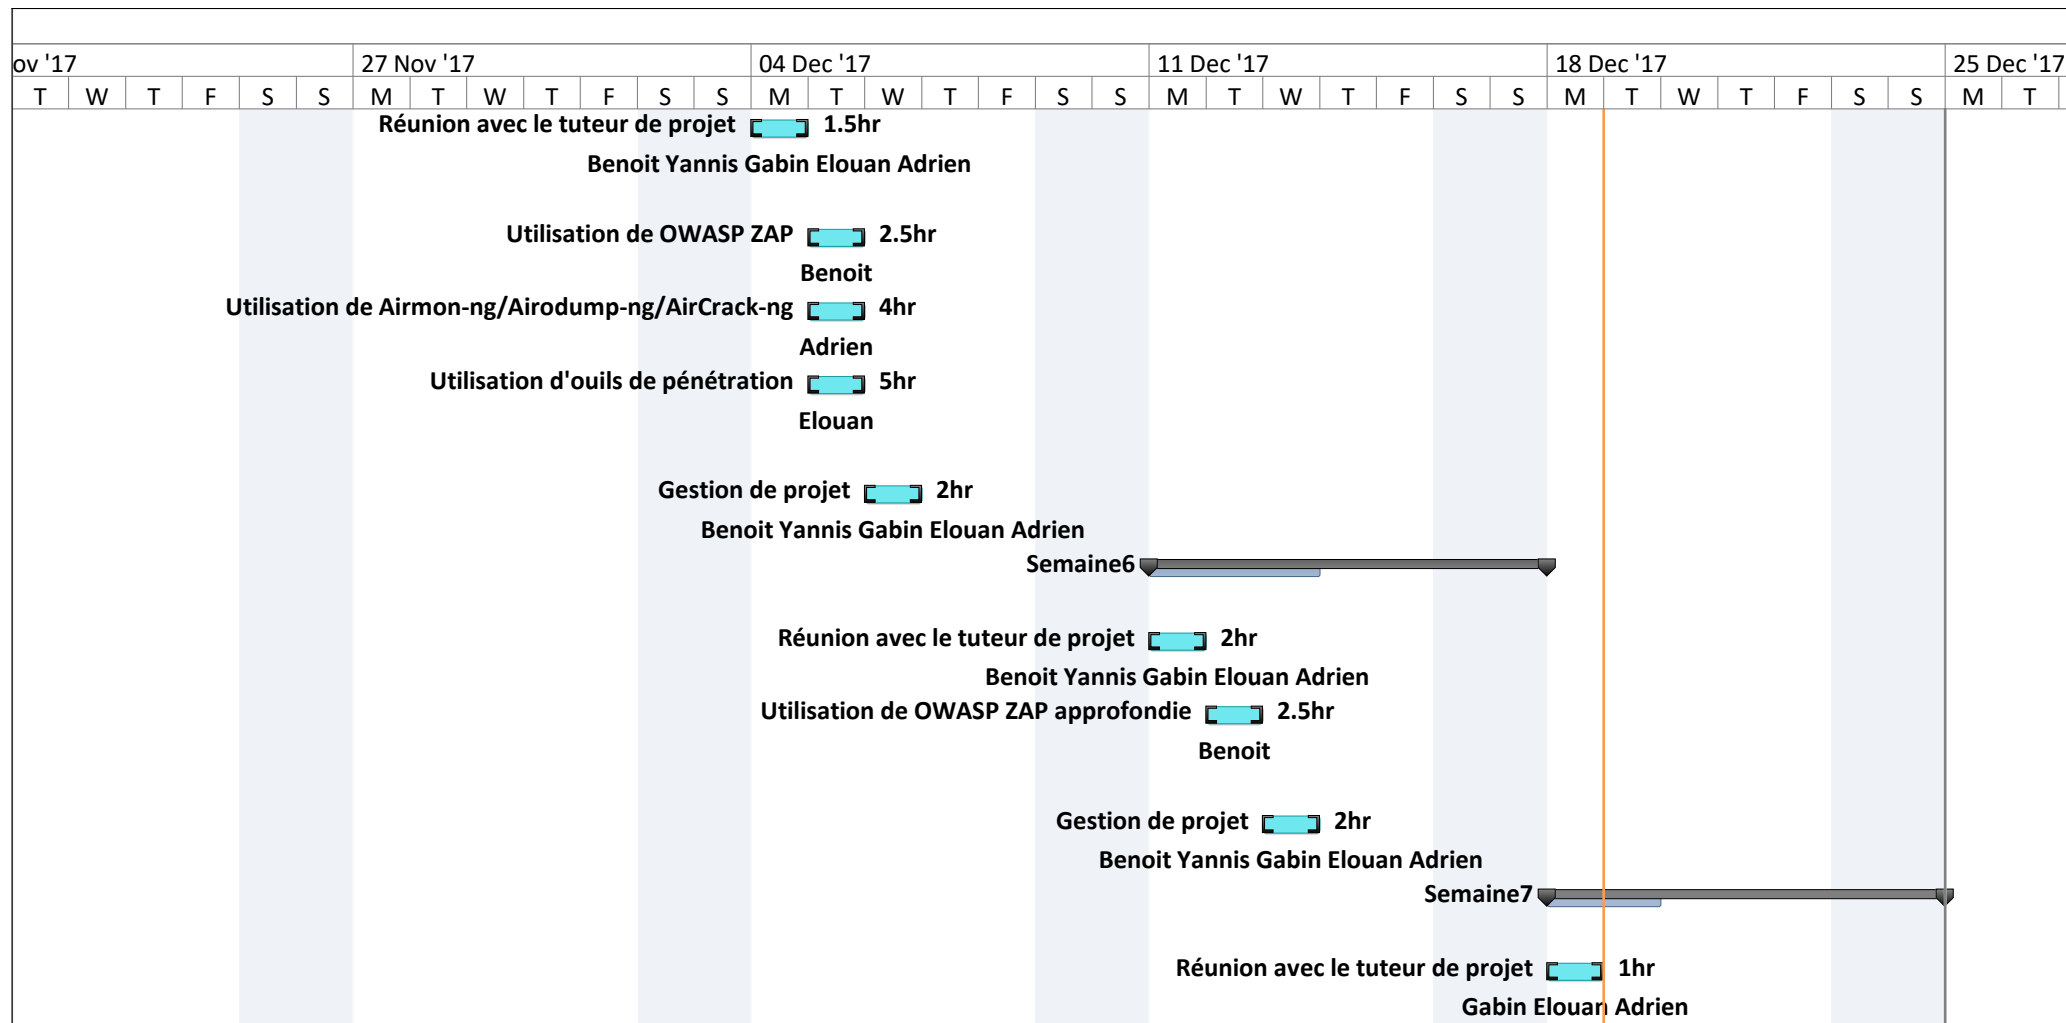 ov '17 27 Nov '17 04 Dec '17 11 Dec '17 18 Dec '17 25 Dec '17
T W T F S S M T W T F S S M T W T F S S M T W T F S S M T W T F S S M T
Réunion avec le tuteur de projet 1.5hr
Benoit Yannis Gabin Elouan Adrien
Utilisation de OWASP ZAP 2.5hr
Benoit
Utilisation de Airmon-ng/Airodump-ng/AirCrack-ng 4hr
Adrien
Utilisation d'ouils de pénétration 5hr
Elouan
Gestion de projet 2hr
Benoit Yannis Gabin Elouan Adrien
Semaine6
Réunion avec le tuteur de projet 2hr
Benoit Yannis Gabin Elouan Adrien
Utilisation de OWASP ZAP approfondie 2.5hr
Benoit
Gestion de projet 2hr
Benoit Yannis Gabin Elouan Adrien
Semaine7
Réunion avec le tuteur de projet 1hr
Gabin Elouan Adrien